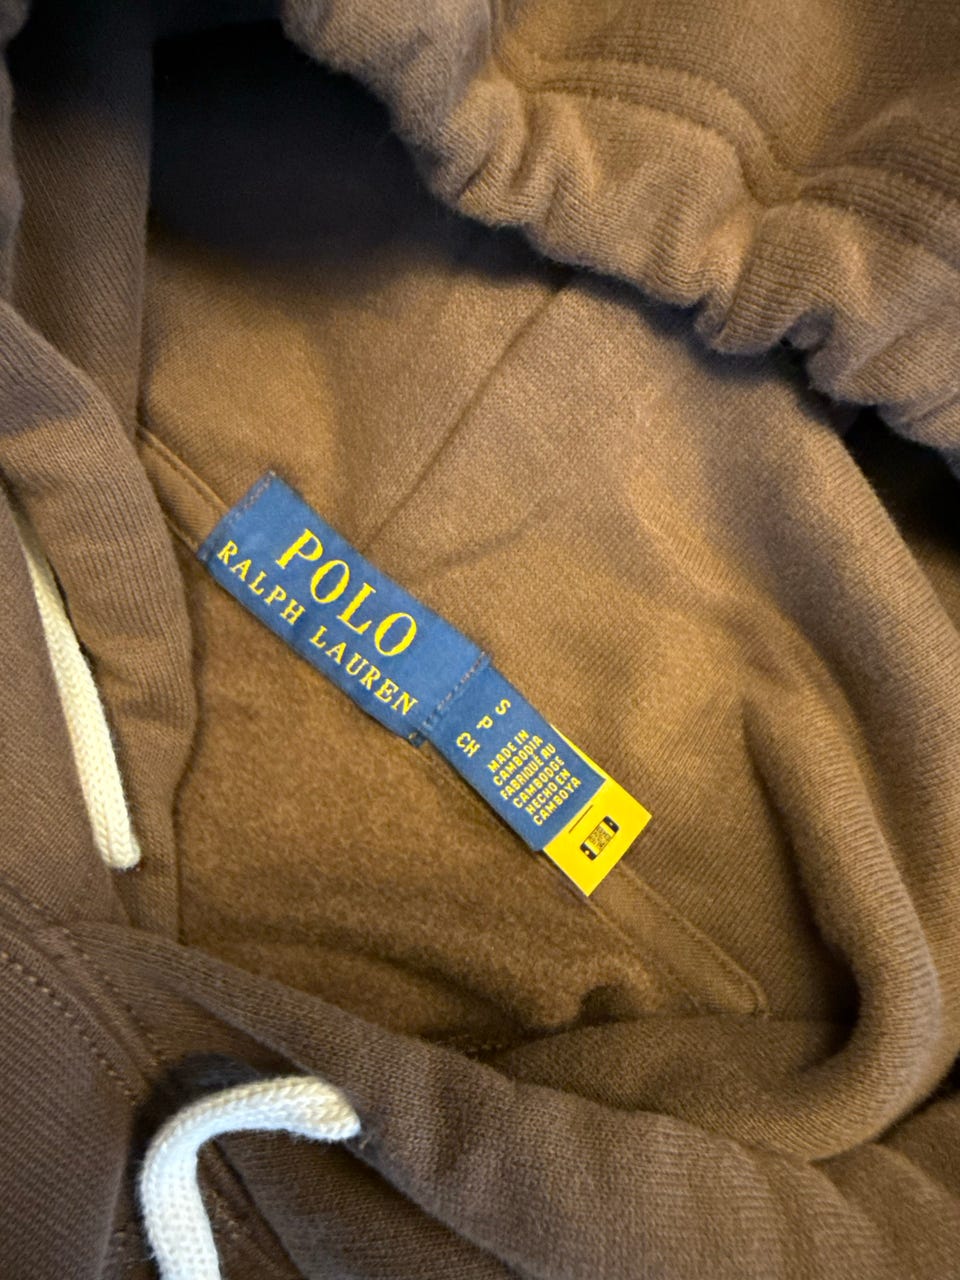 POLO
RALPH LAUREN
S
P
CH
MADE IN
CAMBODIA
FABRIQUÉ AU
CAMBODGE
HECHO EN
CAMBOYA